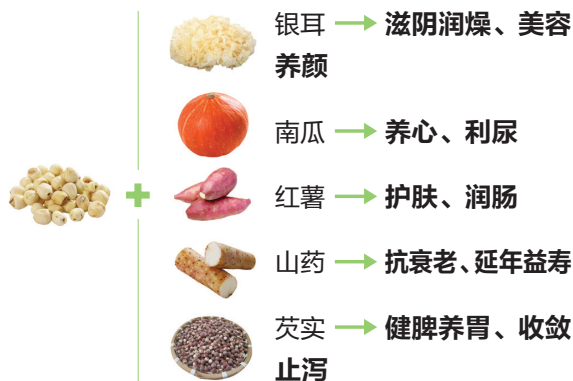 银耳 → 滋阴润燥、美容
养颜
南瓜 → 养心、利尿
红薯 → 护肤、润肠
山药 → 抗衰老、延年益寿
芡实 → 健脾养胃、收敛
止泻